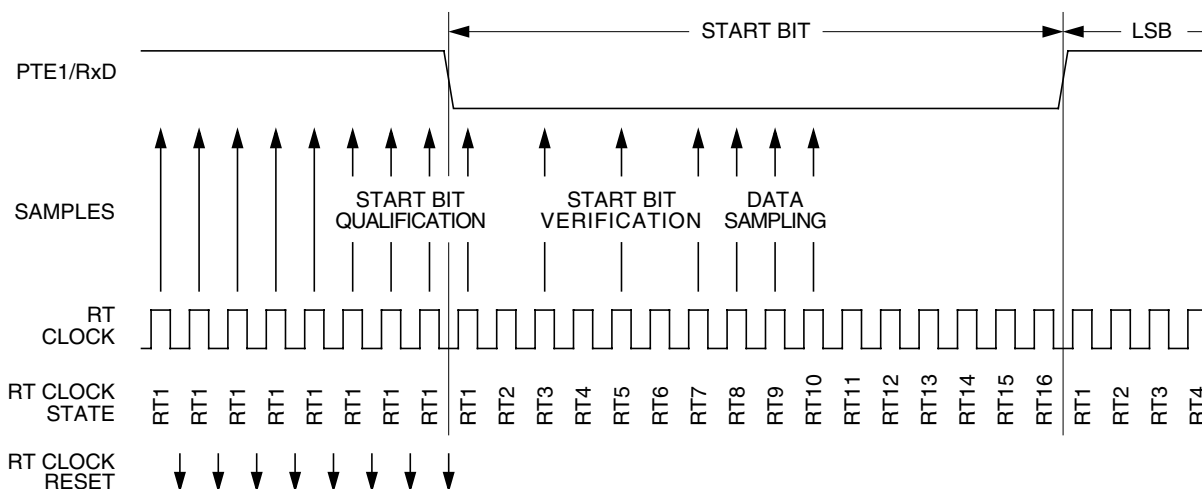 START BIT LSB
PTE1/RxD
SAMPLES
START BIT
QUALIFICATION
START BIT
VERIFICATION
DATA
SAMPLING
RT
CLOCK
RT CLOCK
STATE
RT1 RT1 RT1 RT1 RT1 RT1 RT1 RT1 RT1 RT2 RT3 RT4 RT5 RT6 RT7 RT8 RT9 RT10 RT11 RT12 RT13 RT14 RT15 RT16 RT1 RT2 RT3 RT4
RT CLOCK
RESET